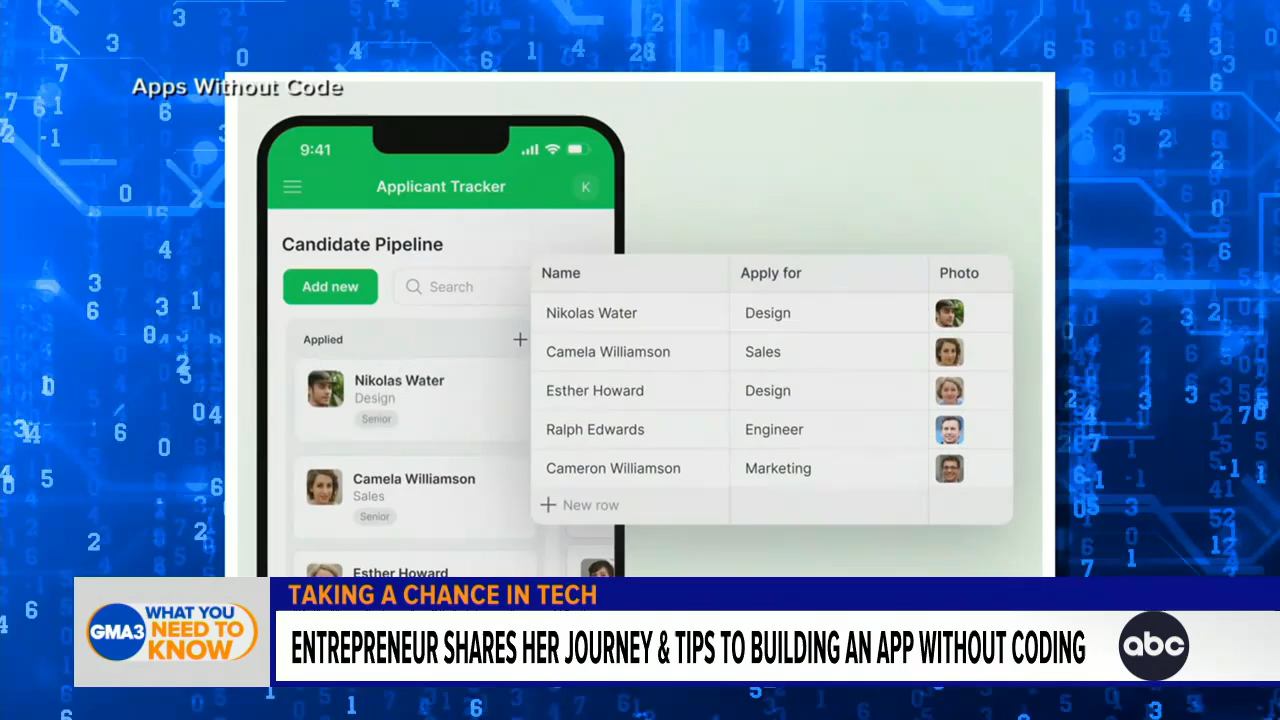 Apps Without Code
9:41
Applicant Tracker
K
Candidate Pipeline
Add new
Search
Applied
+
Nikolas Water
Design
Senior
Camela Williamson
Sales
Senior
Esther Howard
Name Apply for Photo
Nikolas Water Design
Camela Williamson Sales
Esther Howard Design
Ralph Edwards Engineer
Cameron Williamson Marketing
+ New row
GMA3
WHAT YOU
NEED TO
KNOW
TAKING A CHANCE IN TECH
ENTREPRENEUR SHARES HER JOURNEY & TIPS TO BUILDING AN APP WITHOUT CODING
abc